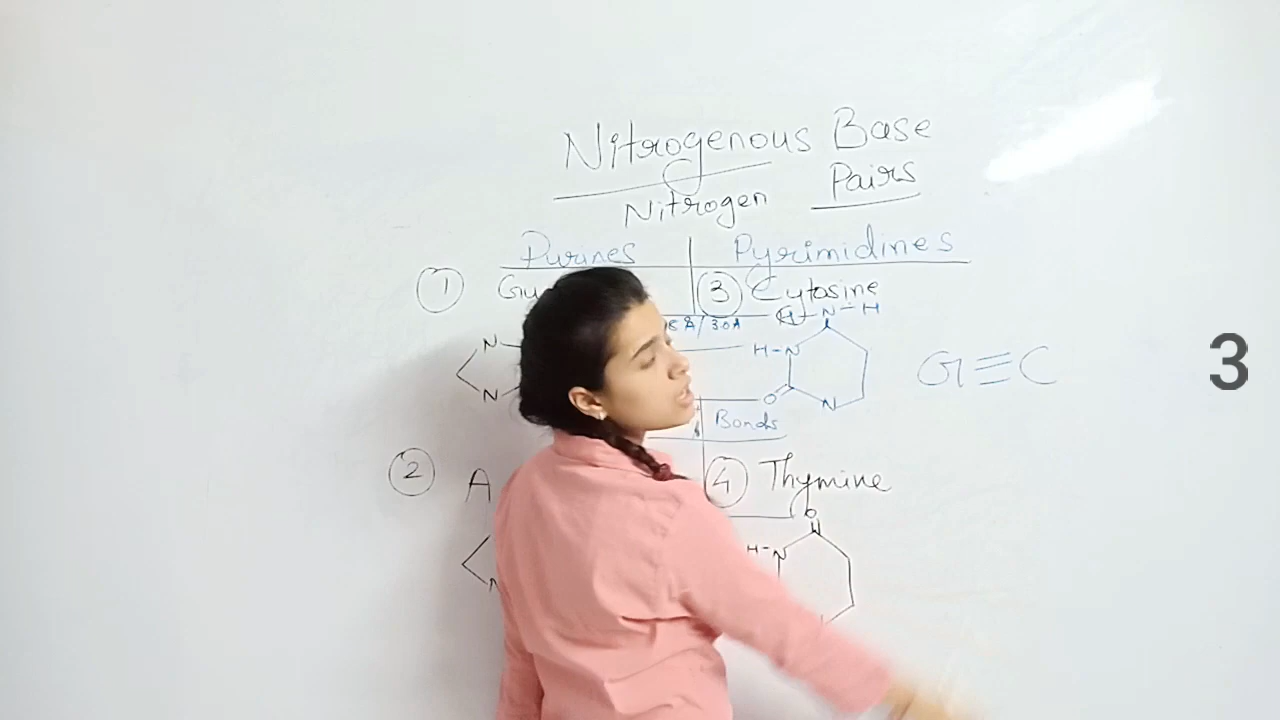 Nitrogenous Base
Pairs
Nitrogen
Purines Pyrimidines
1 Gu 3 Cytosine
H N-H
N H-N
N O N
G≡C
3
Bonds
2 A 4 Thymine
O
H-N
N